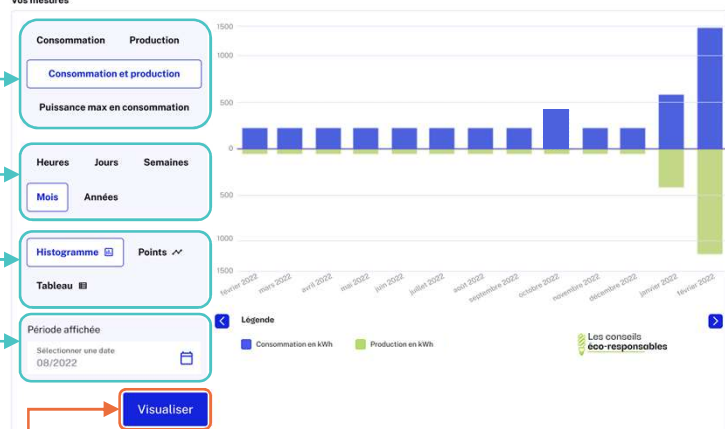 Vos mesures
Consommation Production
Consommation et production
Puissance max en consommation
Heures Jours Semaines
Mois Années
Histogramme Points
Tableau
Période affichée
Sélectionner une date
08/2022
Visualiser
1500
1000
500
0
500
1000
1500
février 2022 mars 2022 avril 2022 mai 2022 juin 2022 juillet 2022 août 2022 septembre 2022 octobre 2022 novembre 2022 décembre 2022 janvier 2022 février 2022
Légende
Consommation en kWh Production en kWh
Les conseils
éco-responsables